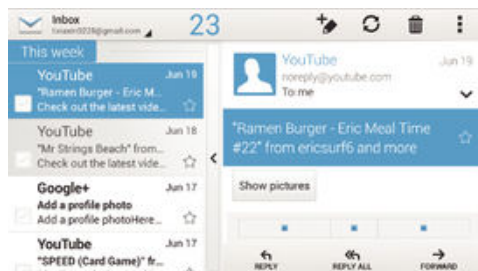 Inbox
23
This week
YouTube Jun 19
"Ramen Burger - Eric M...
Check out the latest vide...
YouTube Jun 18
"Mr Strings Beach" from...
Check out the latest vide...
Google+ Jun 17
Add a profile photo
Add a profile photoHere...
YouTube Jun 17
"SPEED (Card Game)" fr...
YouTube Jun 19
noreply@youtube.com
To:me
"Ramen Burger - Eric Meal Time
#22" from ericsurf6 and more
Show pictures
REPLY
REPLY ALL
FORWARD